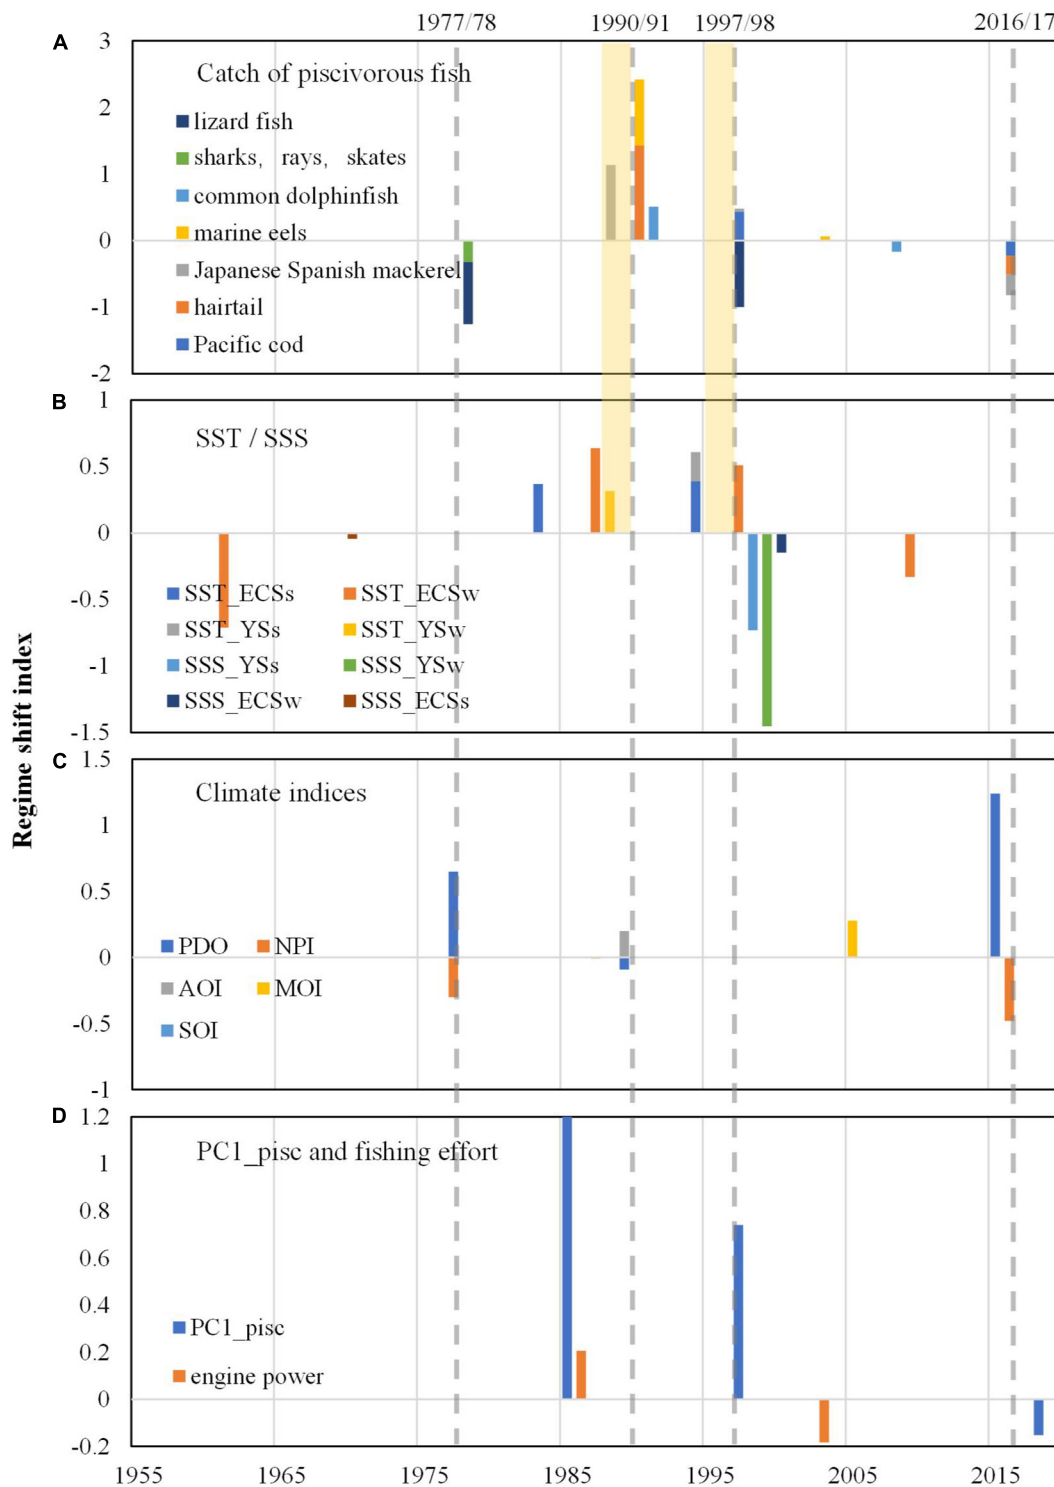 1977/78 1990/91 1997/98 2016/17
A
3
Catch of piscivorous fish
2
lizard fish
sharks, rays, skates
1
common dolphinfish
marine eels
0
Japanese Spanish mackerel
-1
hairtail
Pacific cod
-2
B
1
SST / SSS
0.5
0
SST_ECSs SST_ECSw
-0.5
SST_YSs SST_YSw
SSS_YSs SSS_YSw
-1
SSS_ECSw SSS_ECSs
-1.5
Regime shift index
C
1.5
Climate indices
1
0.5
PDO NPI
0
AOI MOI
-0.5
SOI
-1
D
1.2
PC1_pisc and fishing effort
1
0.8
0.6
0.4
PC1_pisc
0.2
engine power
0
-0.2
1955 1965 1975 1985 1995 2005 2015